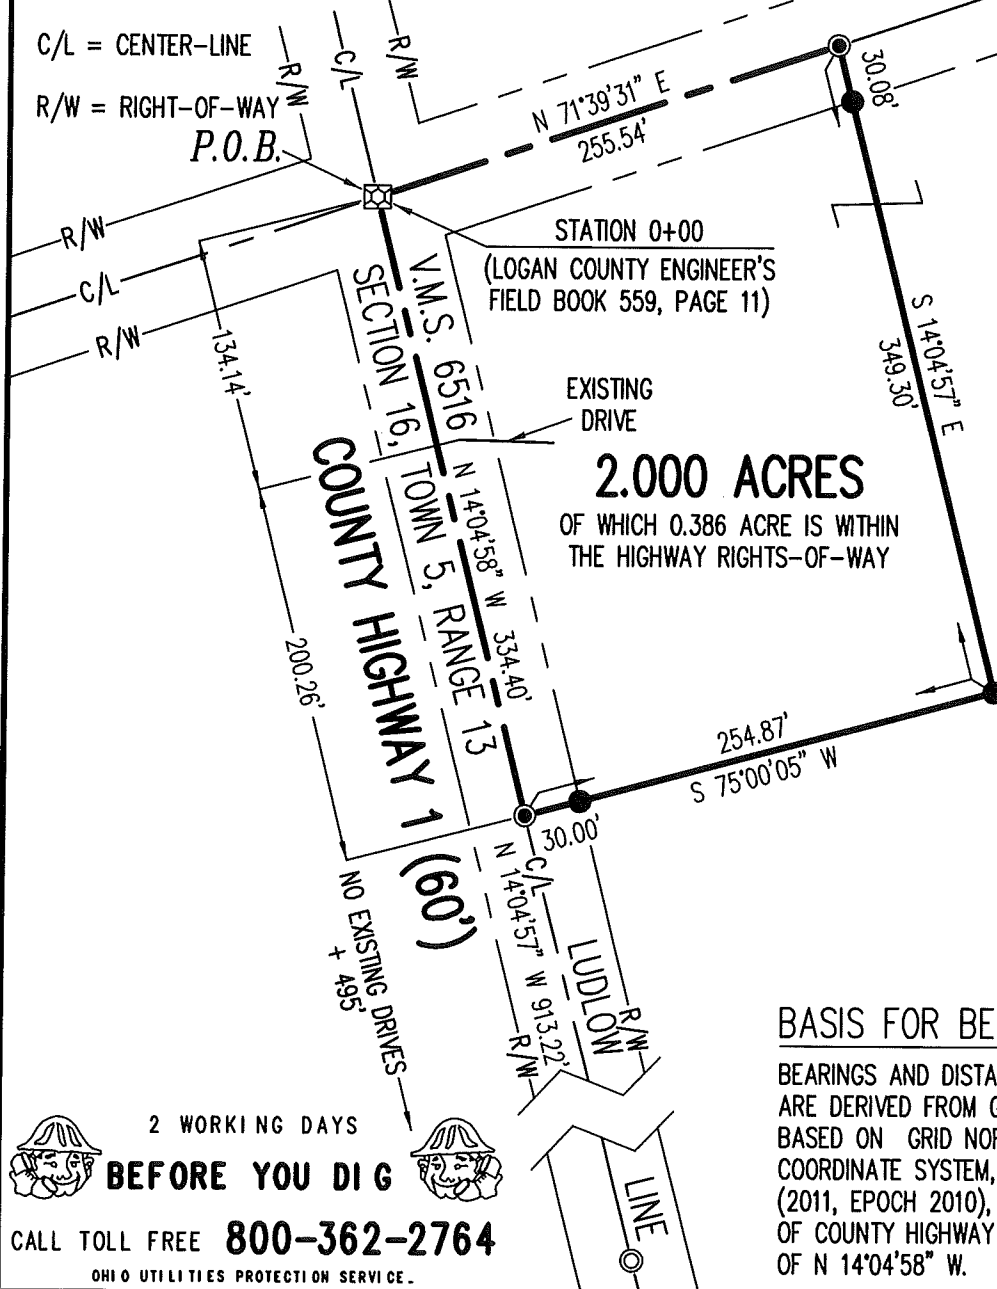 C/L = CENTER-LINE
R/W = RIGHT-OF-WAY
P.O.B.
R/W
C/L
R/W
N 71°39'31" E
255.54'
30.08'
R/W
C/L
R/W
STATION 0+00
(LOGAN COUNTY ENGINEER'S
FIELD BOOK 559, PAGE 11)
V.M.S. 6516
SECTION 16, TOWN 5, RANGE 13
134.14'
S 14°04'57" E
349.30'
EXISTING
DRIVE
2.000 ACRES
OF WHICH 0.386 ACRE IS WITHIN
THE HIGHWAY RIGHTS-OF-WAY
N 14°04'58" W 334.40'
COUNTY HIGHWAY 1 (60')
200.26'
254.87'
S 75°00'05" W
30.00'
C/L
N 14°04'57" W 913.22'
NO EXISTING DRIVES
+ 495'
R/W
LUDLOW
R/W
LINE
BASIS FOR BE
BEARINGS AND DISTA
ARE DERIVED FROM G
BASED ON GRID NOR
COORDINATE SYSTEM,
(2011, EPOCH 2010),
OF COUNTY HIGHWAY
OF N 14°04'58" W.
2 WORKING DAYS
BEFORE YOU DIG
CALL TOLL FREE 800-362-2764
OHIO UTILITIES PROTECTION SERVICE.